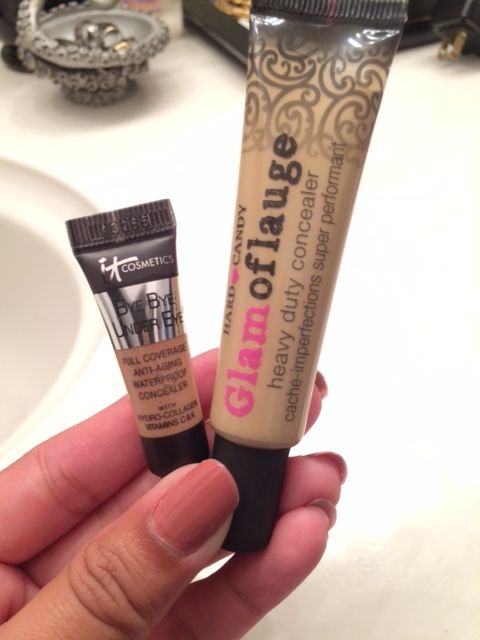 it COSMETICS
BYE BYE
UNDER EYE
FULL COVERAGE
ANTI-AGING
WATERPROOF
CONCEALER
WITH
HYDRO-COLLAGEN
VITAMINS C&K
HARD CANDY
Glamoflauge
heavy duty concealer
cache-imperfections super performant